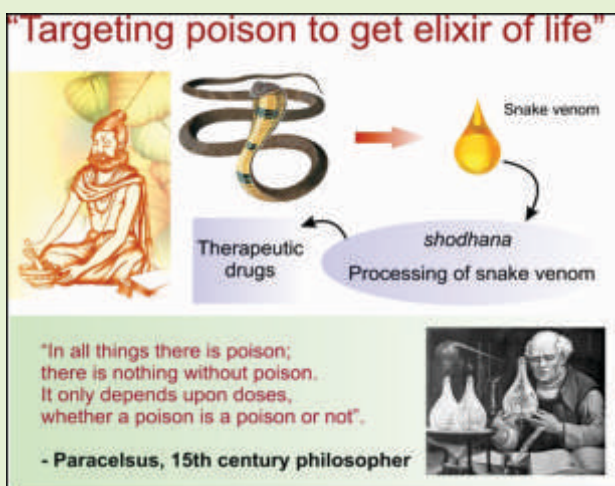 "Targeting poison to get elixir of life"
Snake venom
shodhana
Processing of snake venom
Therapeutic
drugs
"In all things there is poison;
there is nothing without poison.
It only depends upon doses,
whether a poison is a poison or not".
- Paracelsus, 15th century philosopher